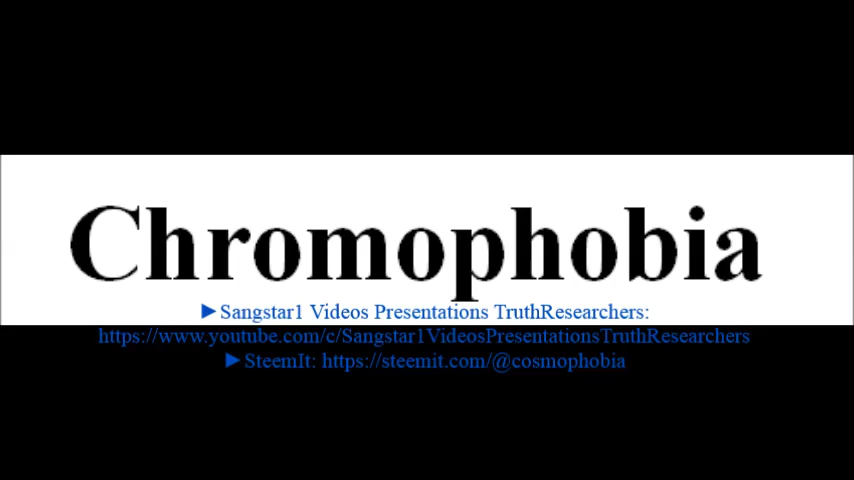 Chromophobia
►Sangstar1 Videos Presentations TruthResearchers:
https://www.youtube.com/c/Sangstar1VideosPresentationsTruthResearchers
►SteemIt: https://steemit.com/@cosmophobia